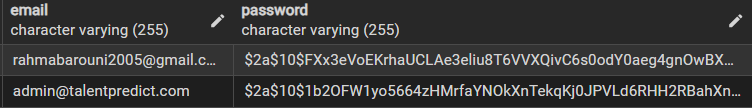 email password
character varying (255) character varying (255)
rahmabarouni2005@gmail.c… $2a$10$FXx3eVoEKrhaUCLAe3eliu8T6VVXQivC6s0odY0aeg4gnOwBX…
admin@talentpredict.com $2a$10$1b2OFW1yo5664zHMrfaYNOkXnTekqKj0JPVLd6RHH2RBahXn…